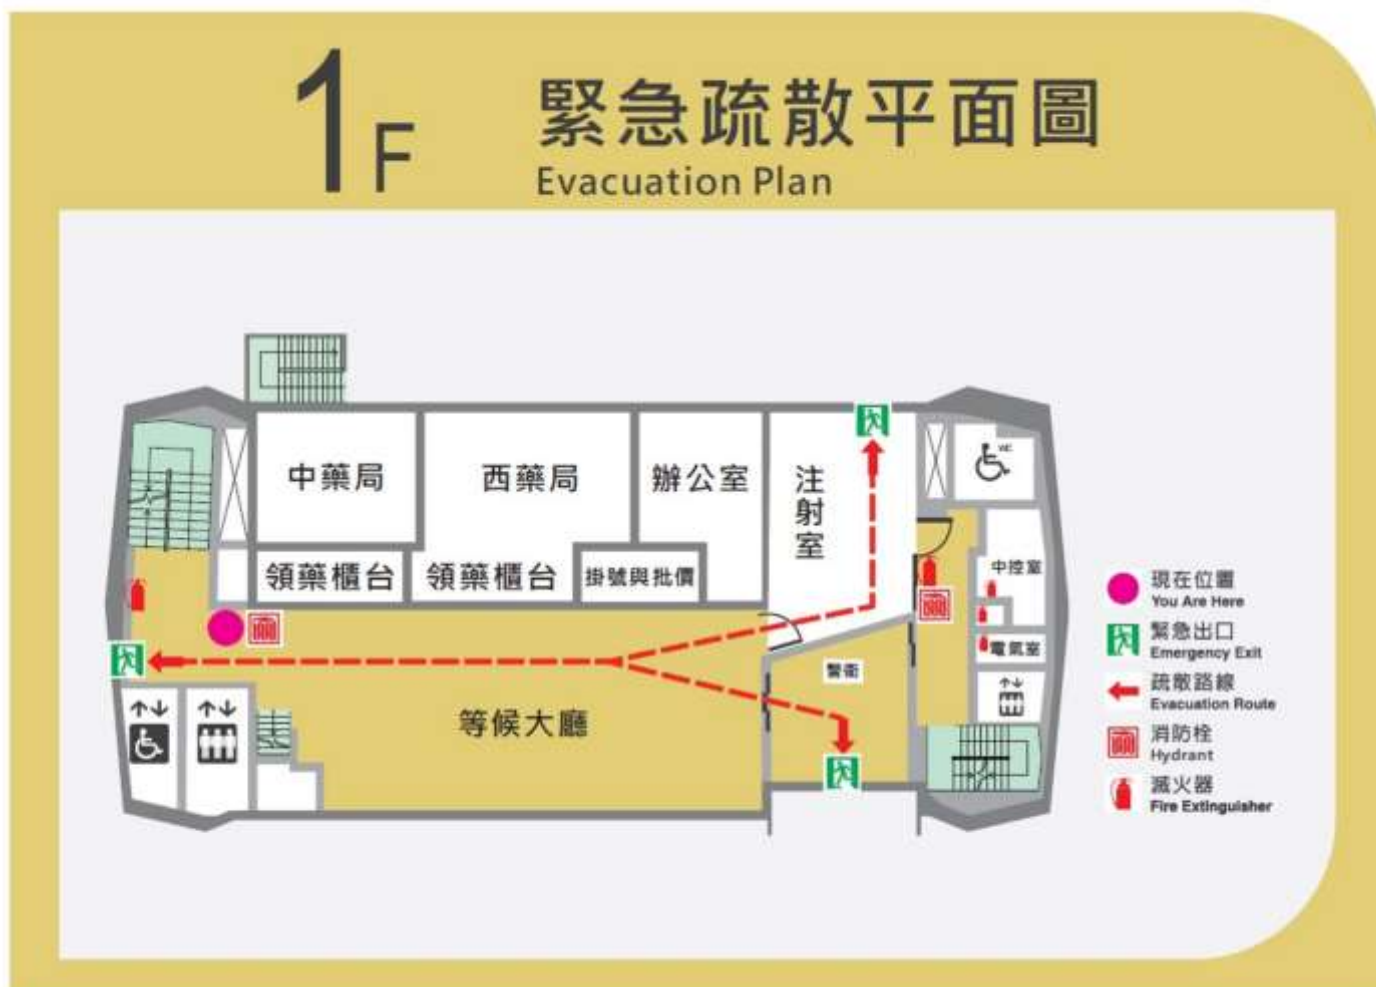 1F
緊急疏散平面圖
Evacuation Plan
中藥局
西藥局
辦公室
注射室
WC
領藥櫃台
領藥櫃台
掛號與批價
中控室
電氣室
警衛
等候大廳
現在位置
You Are Here
緊急出口
Emergency Exit
疏散路線
Evacuation Route
消防栓
Hydrant
滅火器
Fire Extinguisher